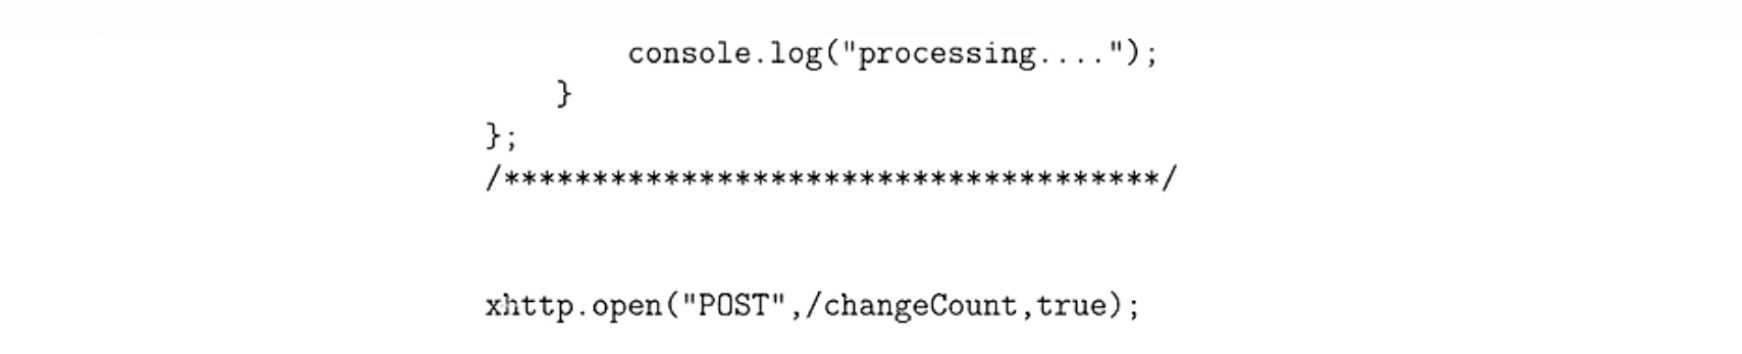 console.log("processing....");
}
};
/*************************************/
xhttp.open("POST",/changeCount,true);